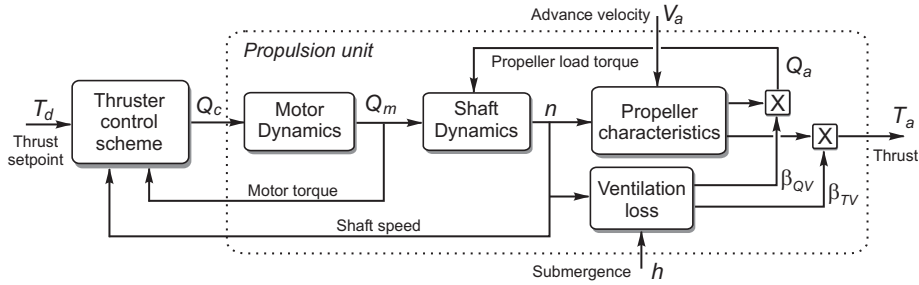 Advance velocity V_a
Propulsion unit
Propeller load torque
Q_a
T_d
Thrust
setpoint
Thruster
control
scheme
Q_c
Motor
Dynamics
Q_m
Shaft
Dynamics
n
Propeller
characteristics
X
X
T_a
Thrust
Motor torque
Ventilation
loss
β_QV
β_TV
Shaft speed
Submergence h